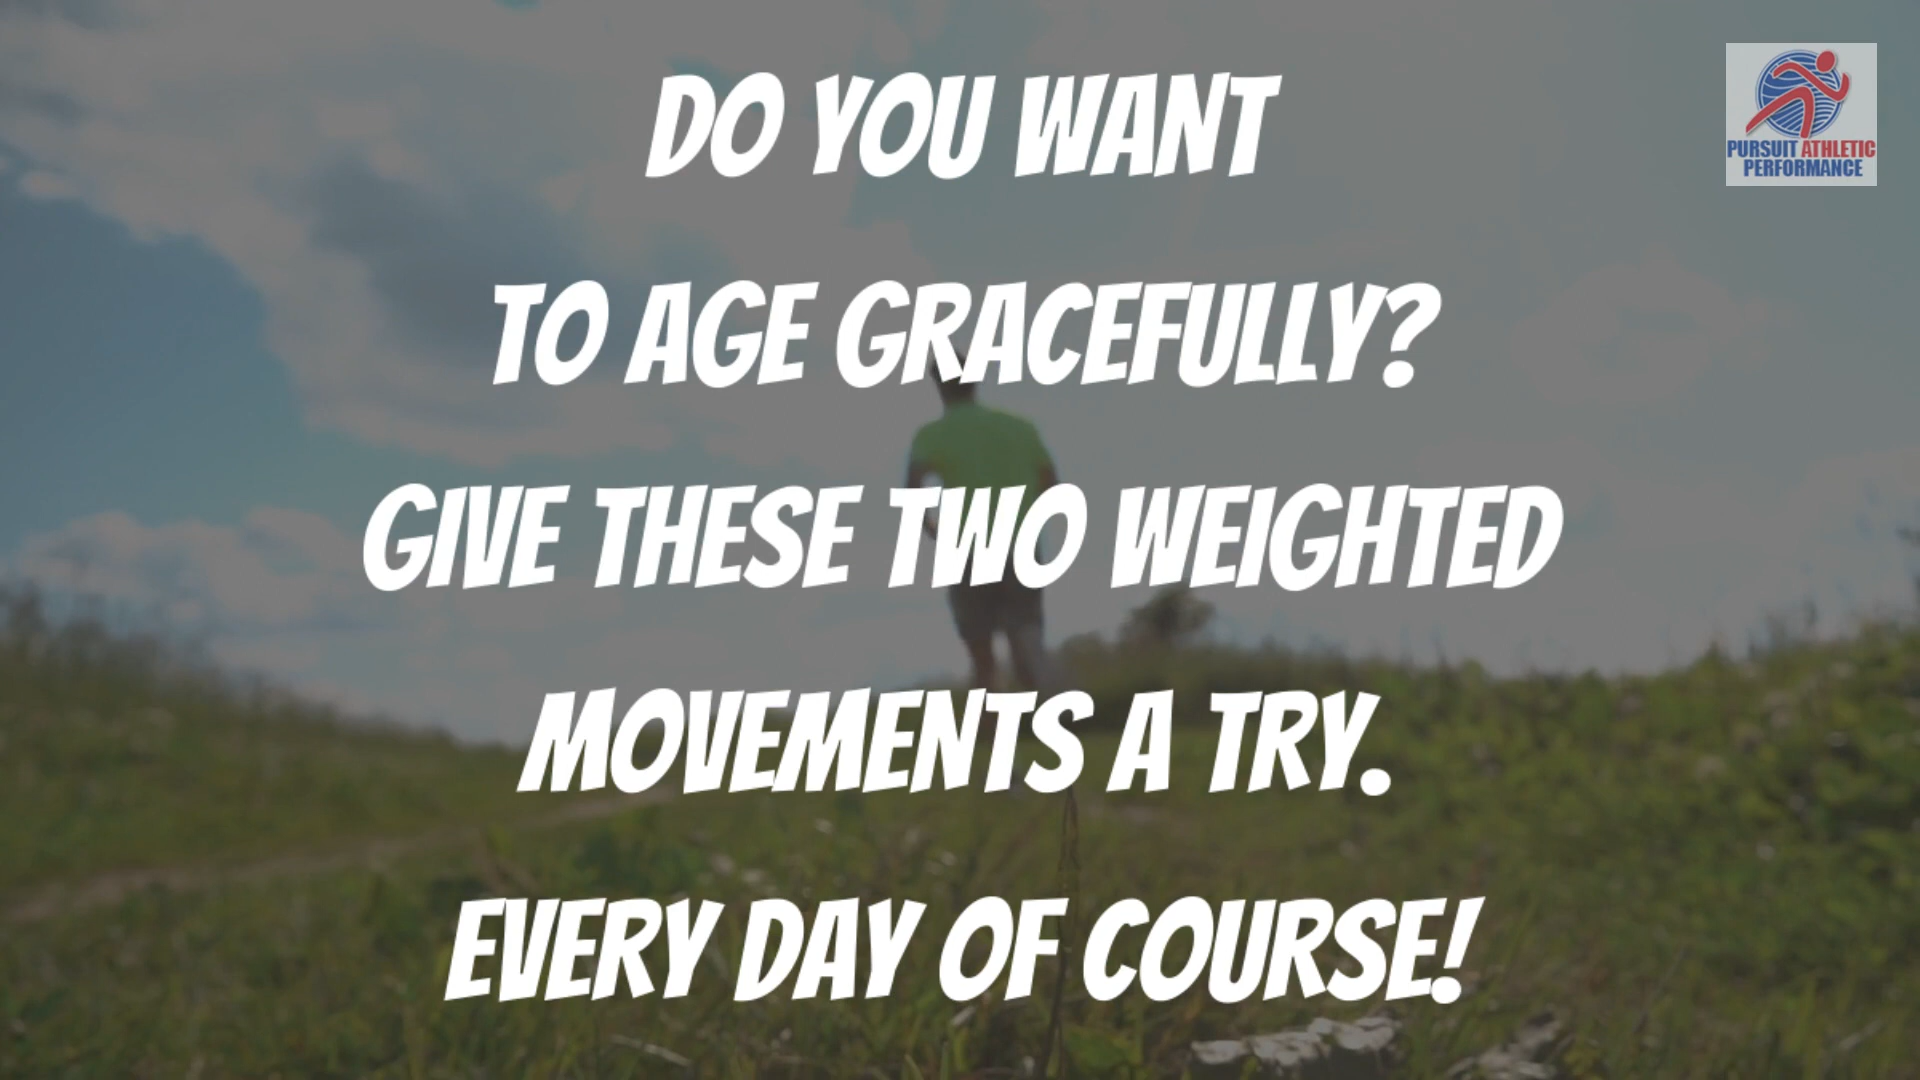 DO YOU WANT
TO AGE GRACEFULLY?
GIVE THESE TWO WEIGHTED
MOVEMENTS A TRY.
EVERY DAY OF COURSE!
PURSUIT ATHLETIC
PERFORMANCE